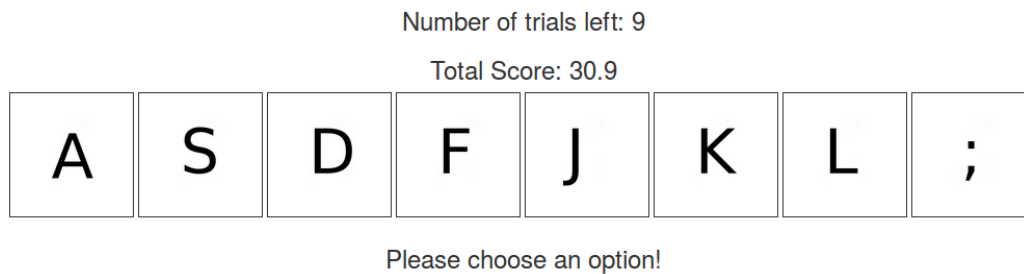 Number of trials left: 9
Total Score: 30.9
A S D F J K L ;
Please choose an option!